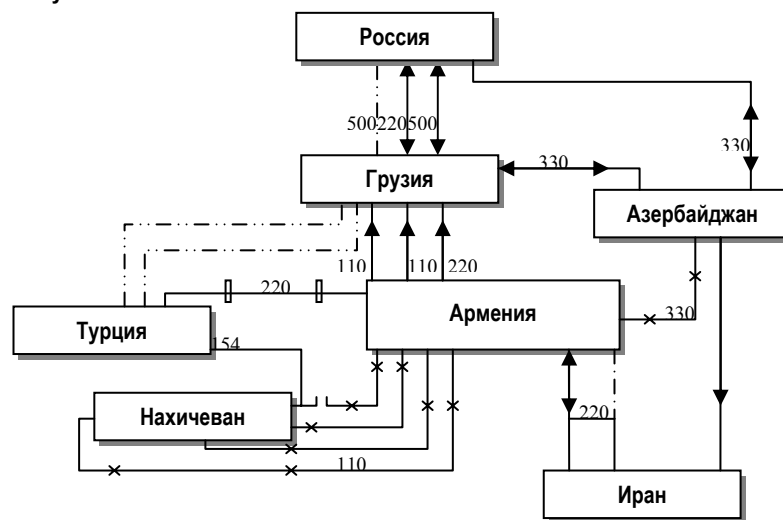 Россия
500 220 500
330
330
Грузия
Азербайджан
110
110
220
220
Армения
330
Турция
154
Нахичеван
220
110
Иран